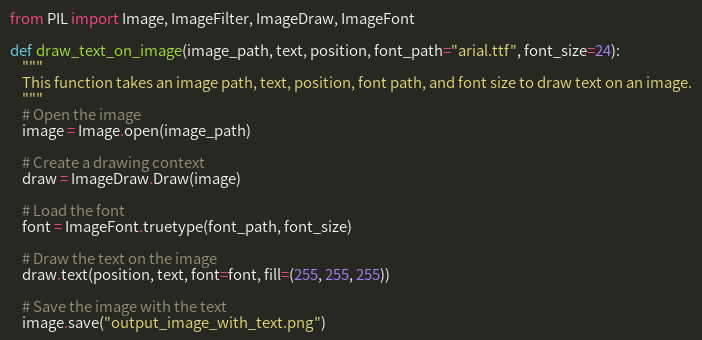 from PIL import Image, ImageFilter, ImageDraw, ImageFont
def draw_text_on_image(image_path, text, position, font_path="arial.ttf", font_size=24):
"""
This function takes an image path, text, position, font path, and font size to draw text on an image.
"""
# Open the image
image = Image.open(image_path)
# Create a drawing context
draw = ImageDraw.Draw(image)
# Load the font
font = ImageFont.truetype(font_path, font_size)
# Draw the text on the image
draw.text(position, text, font=font, fill=(255, 255, 255))
# Save the image with the text
image.save("output_image_with_text.png")